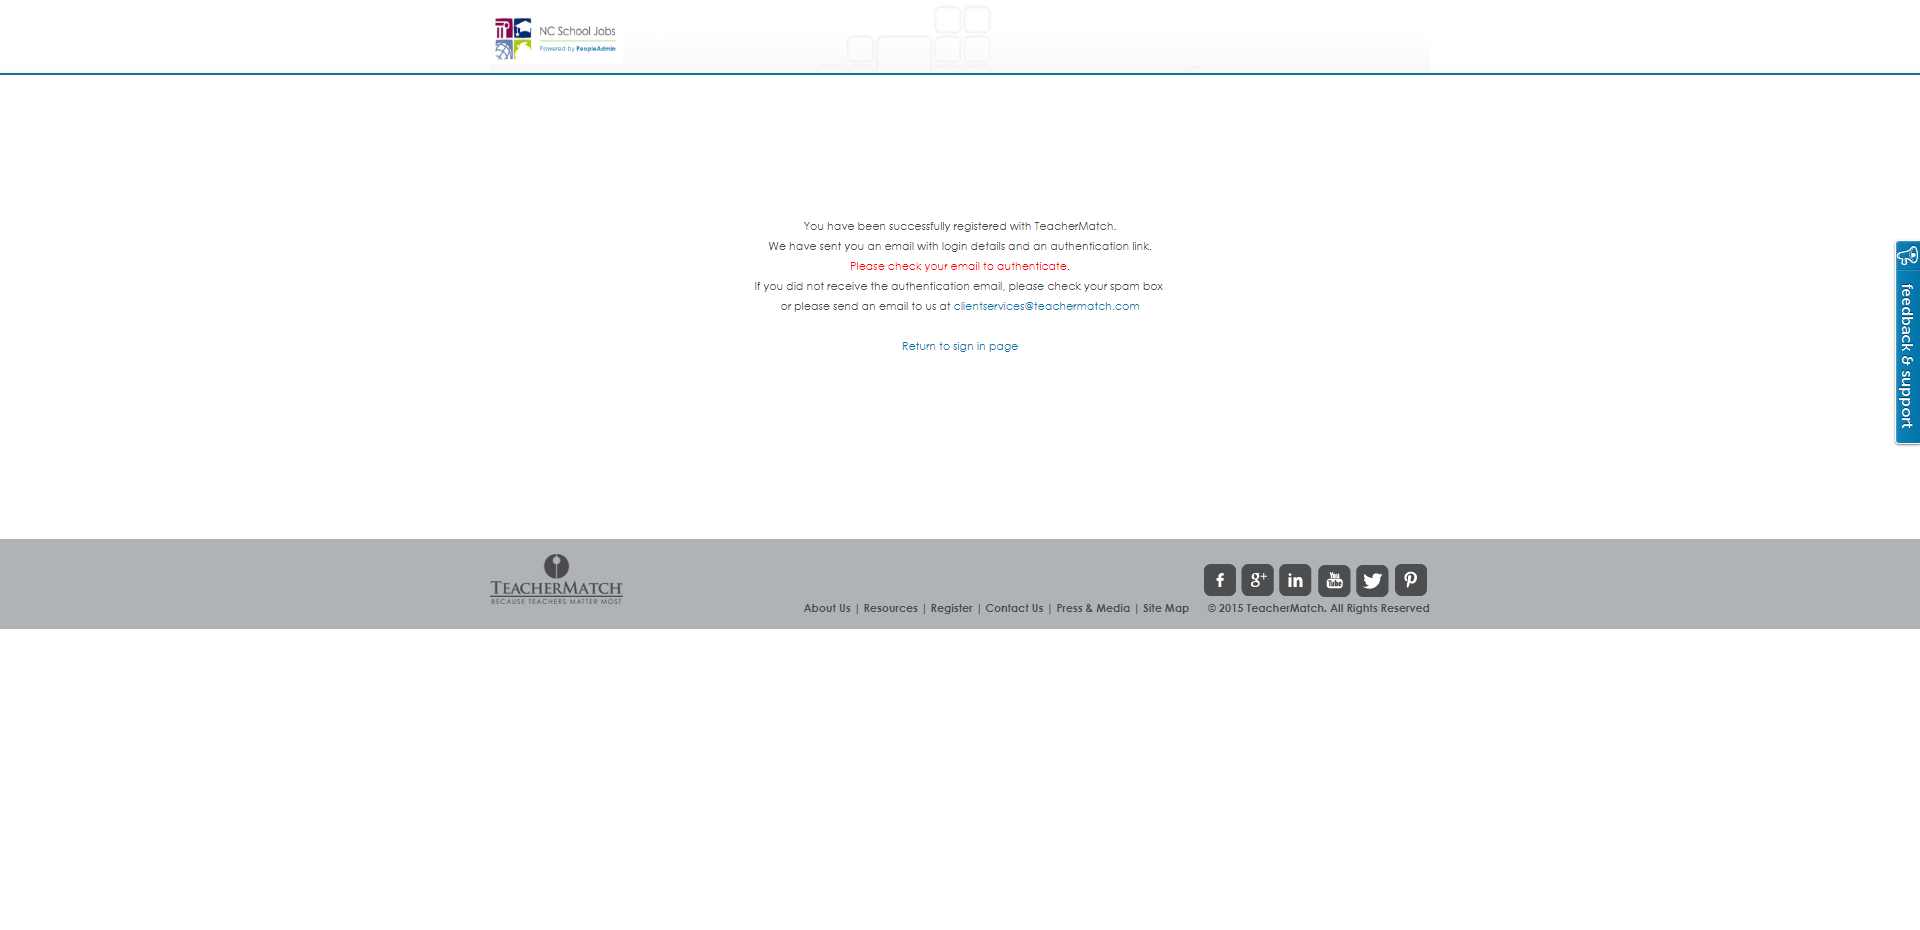 NC School Jobs
Powered by PeopleAdmin
You have been successfully registered with TeacherMatch.
We have sent you an email with login details and an authentication link.
Please check your email to authenticate.
If you did not receive the authentication email, please check your spam box
or please send an email to us at clientservices@teachermatch.com
Return to sign in page
feedback & support
TEACHERMATCH
BECAUSE TEACHERS MATTER MOST
f g+ in You Tube
About Us | Resources | Register | Contact Us | Press & Media | Site Map © 2015 TeacherMatch. All Rights Reserved